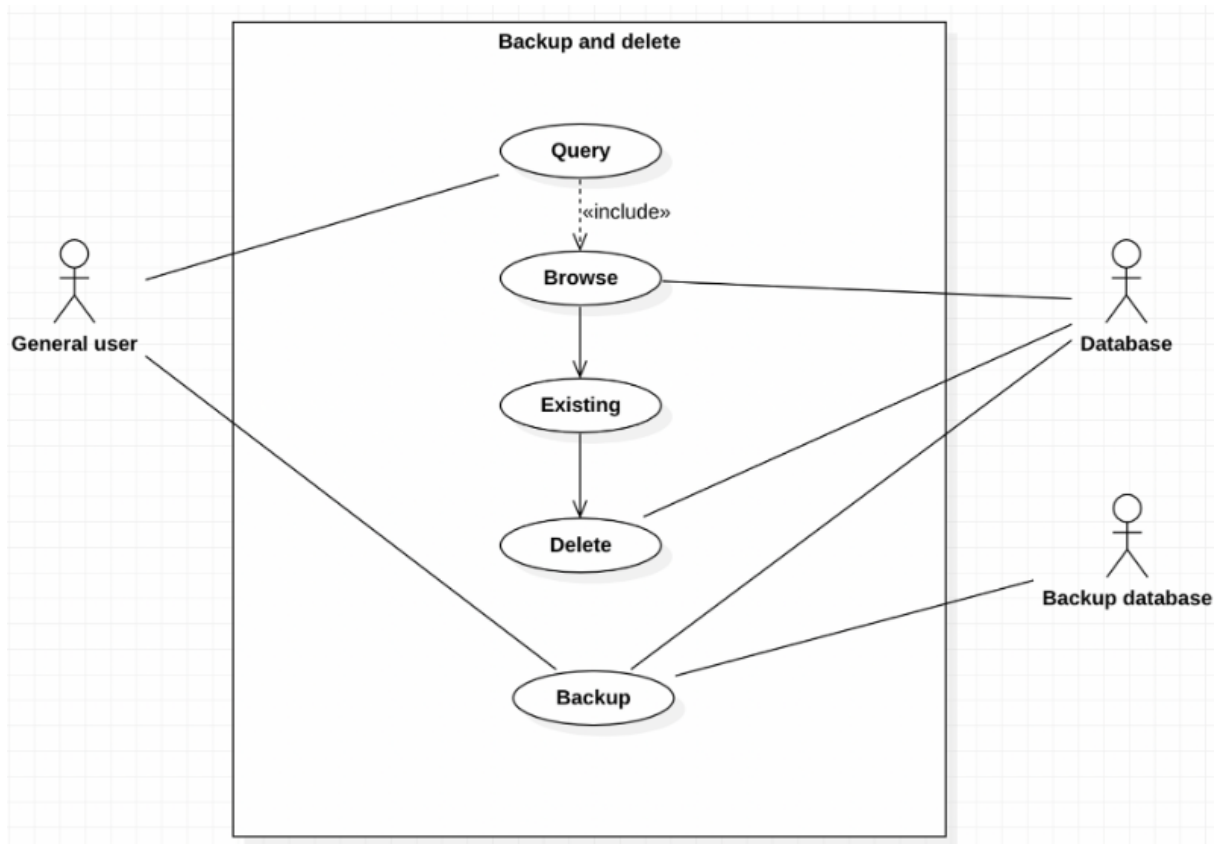 Backup and delete
Query
«include»
Browse
General user
Database
Existing
Delete
Backup database
Backup